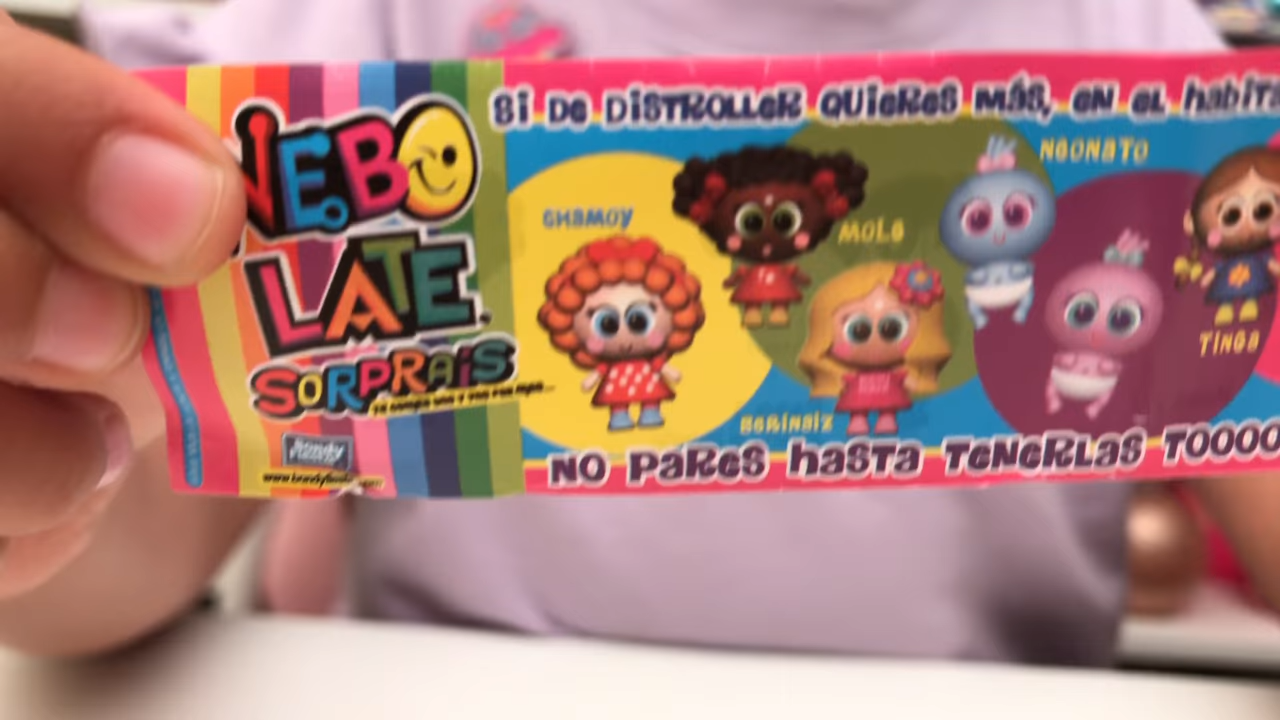 NEBO
LATE.
SORPRAiS
SI DE DISTROLLER QUIERES MÁS, EN EL habit
CHAMOY
MOLE
NEONATO
TINGA
NO PARES hASTA TENERLAS TOOOO